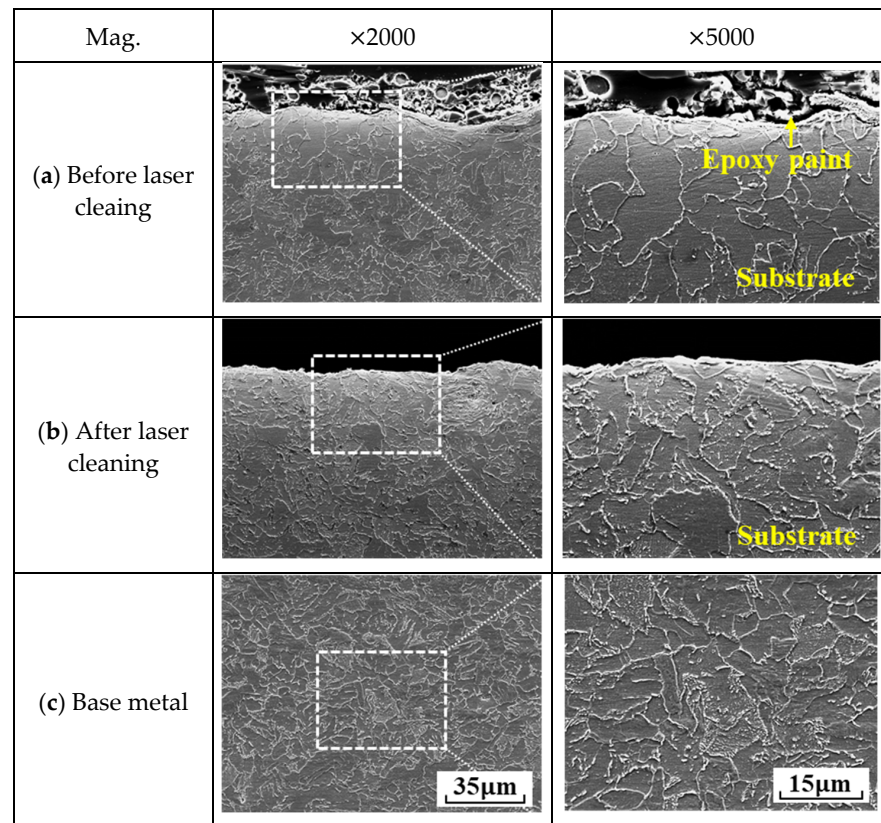 Mag.
×2000
×5000
(a) Before laser
cleaing
Epoxy paint
Substrate
(b) After laser
cleaning
Substrate
(c) Base metal
35μm
15μm